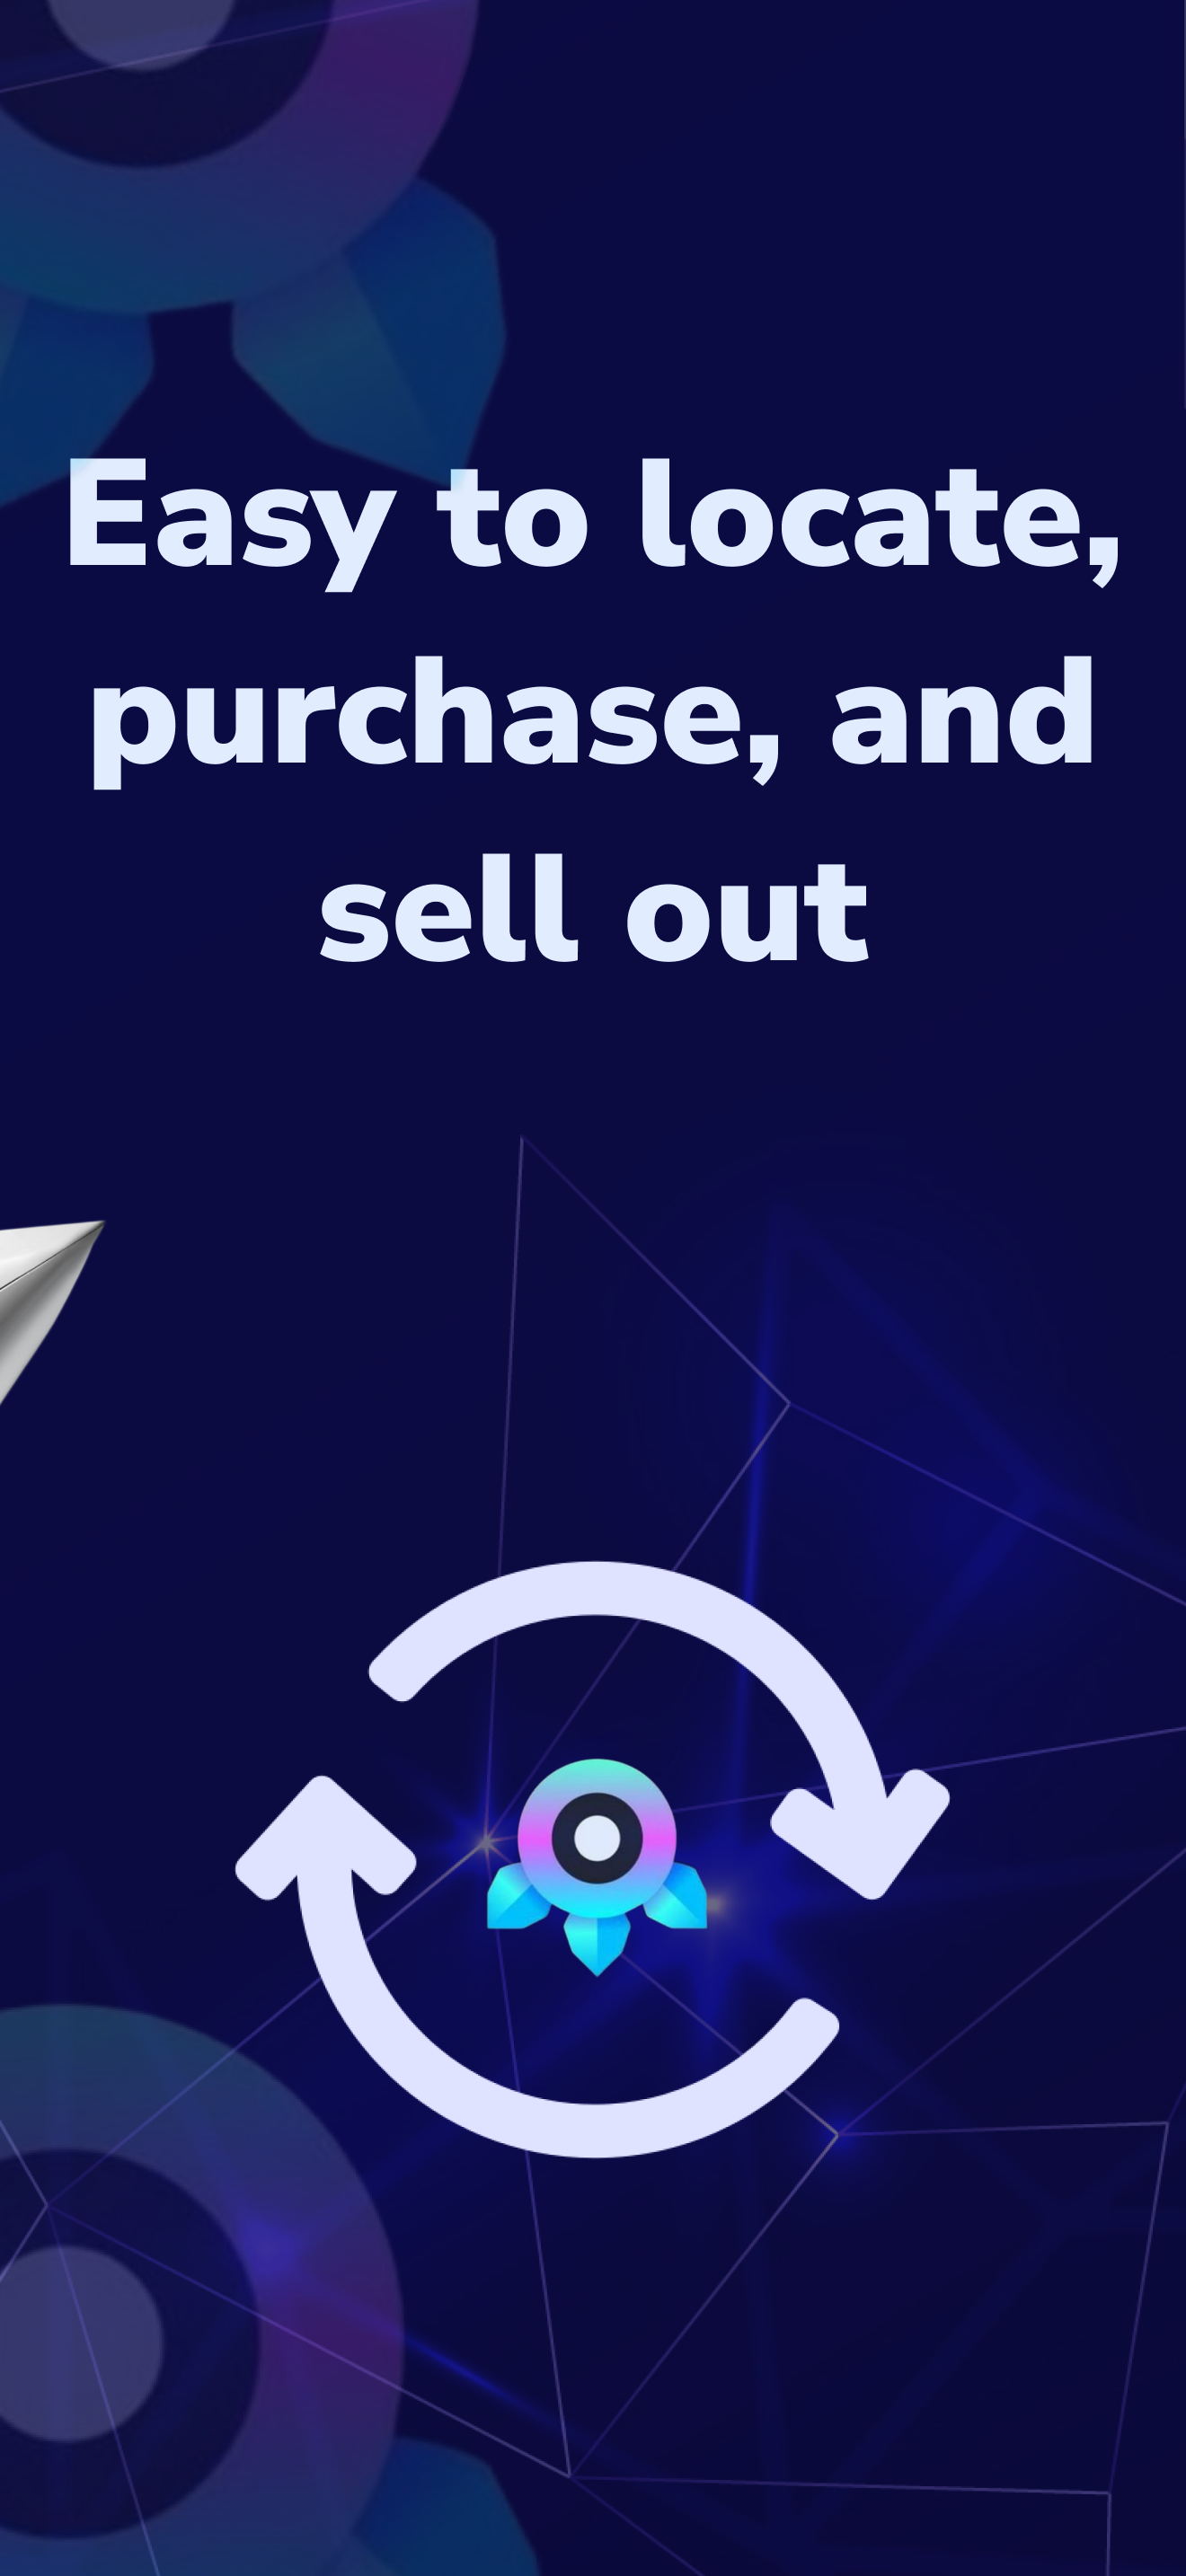 Easy to locate,
purchase, and
sell out